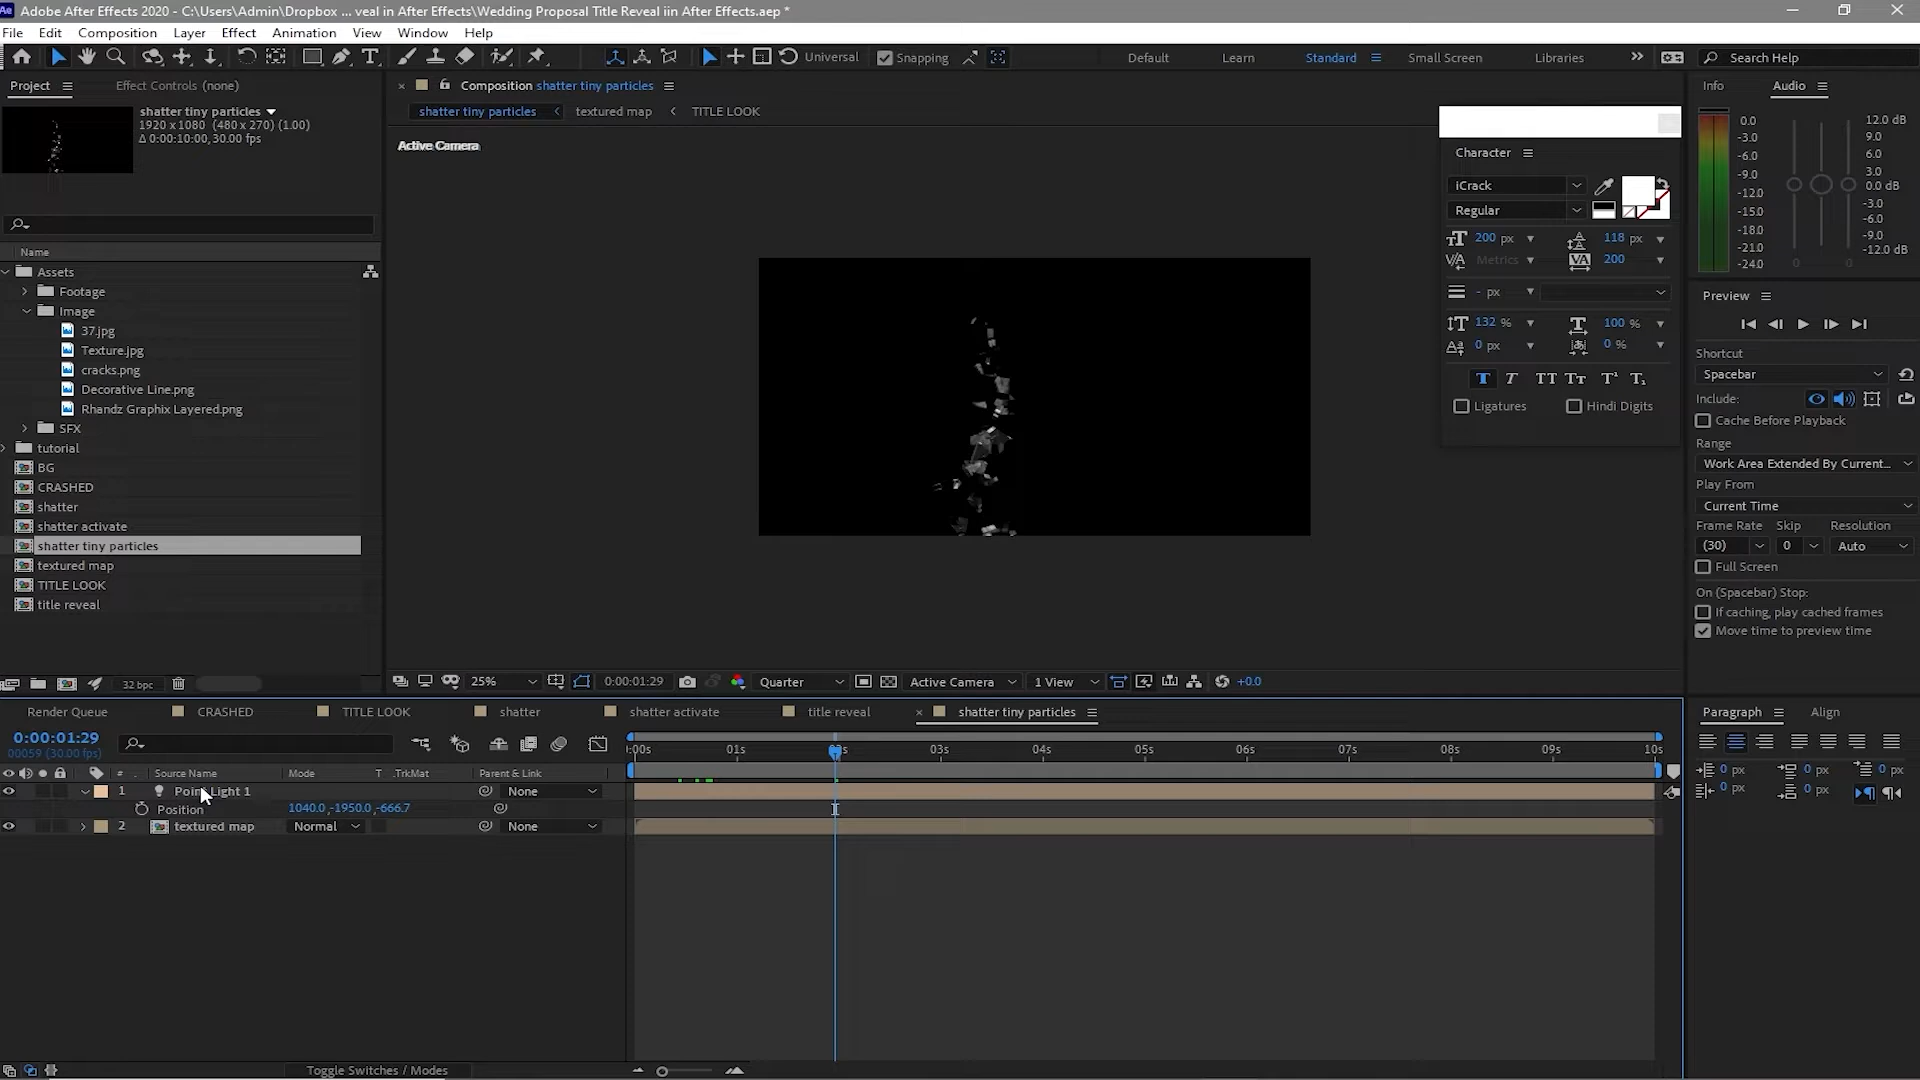 Ae Adobe After Effects 2020 - C:\Users\Admin\Dropbox ... veal in After Effects\Wedding Proposal Title Reveal iin After Effects.aep *
File Edit Composition Layer Effect Animation View Window Help
Universal Snapping Default Learn Standard Small Screen Libraries Search Help
Project Effect Controls (none) Composition shatter tiny particles Info Audio
shatter tiny particles
1920 x 1080 (480 x 270) (1.00)
Δ 0:00:10:00, 30.00 fps
shatter tiny particles textured map TITLE LOOK
Active Camera
Character
iCrack
Regular
200 px 118 px
Metrics 200
- px
132 % 100 %
0 px 0 %
T T TT Tt T¹ T₁
Ligatures Hindi Digits
0.0 12.0 dB
-3.0 9.0
-6.0 6.0
-9.0 3.0
-12.0 0.0 dB
-15.0 -3.0
-18.0 -6.0
-21.0 -9.0
-24.0 0 0 -12.0 dB
Preview
Shortcut
Spacebar
Include:
Cache Before Playback
Range
Work Area Extended By Current...
Play From
Current Time
Frame Rate Skip Resolution
(30) 0 Auto
Full Screen
On (Spacebar) Stop:
If caching, play cached frames
Move time to preview time
Name
Assets
Footage
Image
37.jpg
Texture.jpg
cracks.png
Decorative Line.png
Rhandz Graphix Layered.png
SFX
tutorial
BG
CRASHED
shatter
shatter activate
shatter tiny particles
textured map
TITLE LOOK
title reveal
32 bpc
25% 0:00:01:29 Quarter Active Camera 1 View +0.0
Render Queue CRASHED TITLE LOOK shatter shatter activate title reveal shatter tiny particles
Paragraph Align
0:00:01:29
00059 (30.00 fps)
:00s 01s 03s 04s 05s 06s 07s 08s 09s 10s
# Source Name Mode T .TrkMat Parent & Link
1 Point Light 1 None
Position 1040.0,-1950.0,-666.7
2 textured map Normal None
0 px 0 px 0 px
0 px 0 px
Toggle Switches / Modes